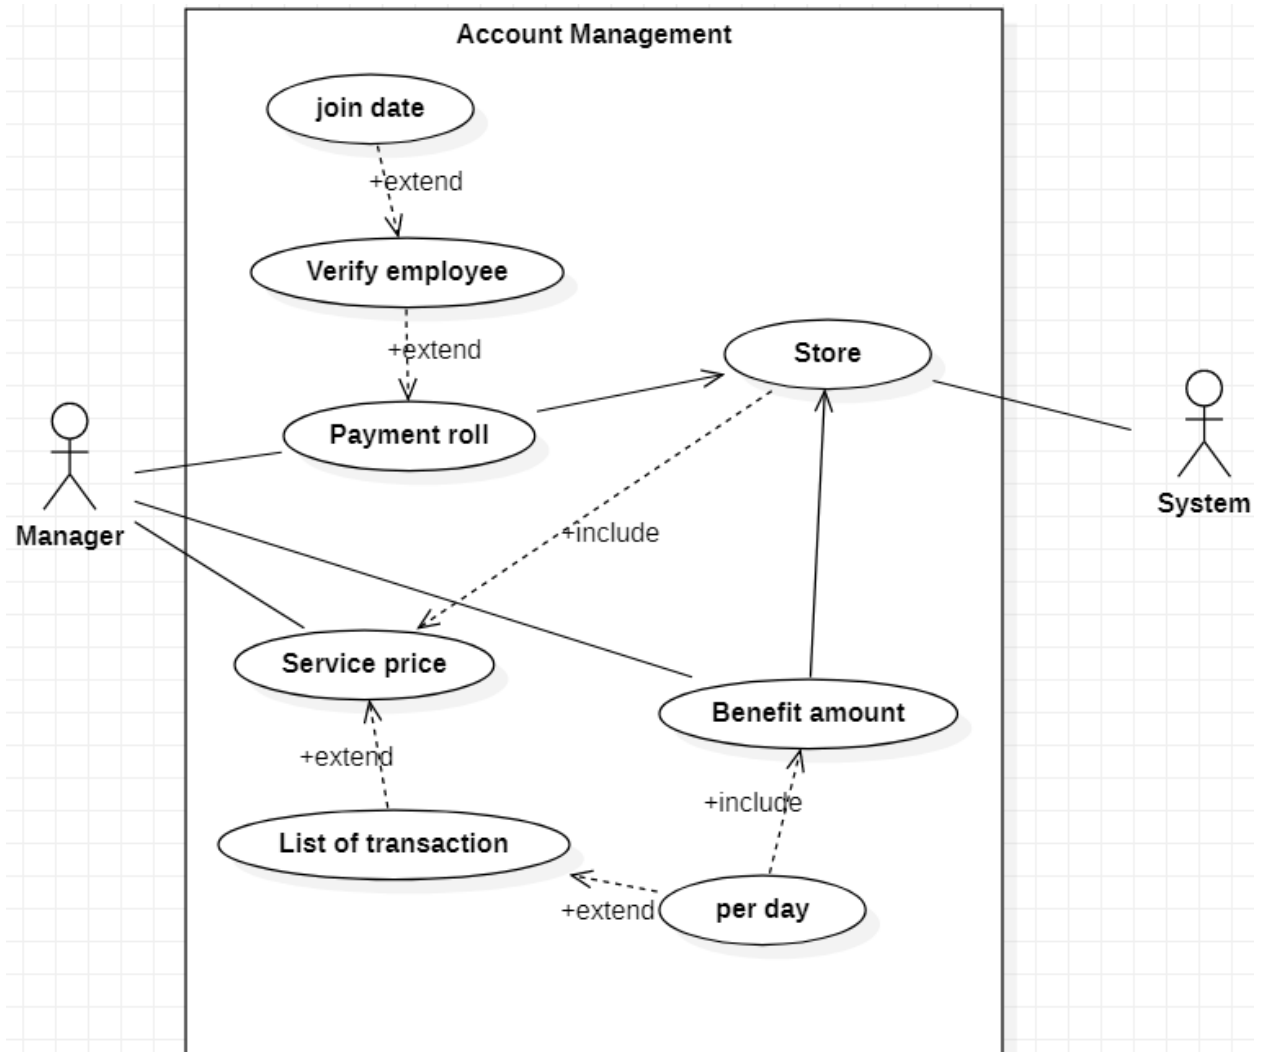 Account Management
join date
+extend
Verify employee
+extend
Store
Payment roll
Manager
System
+include
Service price
Benefit amount
+extend
+include
List of transaction
+extend
per day